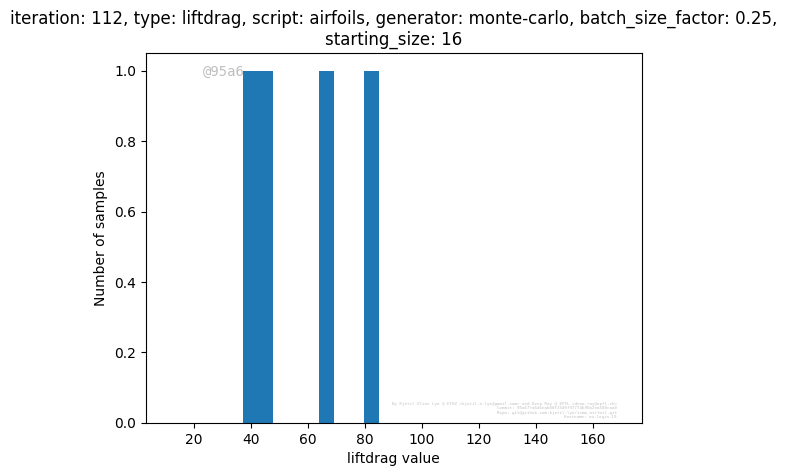 iteration: 112, type: liftdrag, script: airfoils, generator: monte-carlo, batch_size_factor: 0.25,
starting_size: 16
@95a6
1.0
0.8
0.6
0.4
0.2
0.0
Number of samples
20 40 60 80 100 120 140 160
liftdrag value